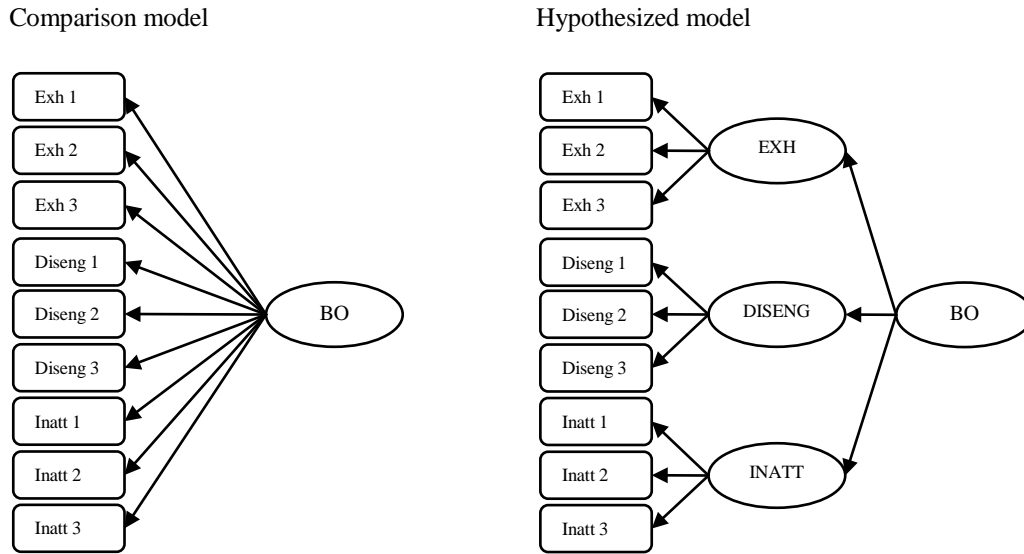 Comparison model
Exh 1
Exh 2
Exh 3
Diseng 1
Diseng 2
Diseng 3
Inatt 1
Inatt 2
Inatt 3
BO
Hypothesized model
Exh 1
Exh 2
Exh 3
Diseng 1
Diseng 2
Diseng 3
Inatt 1
Inatt 2
Inatt 3
EXH
DISENG
INATT
BO